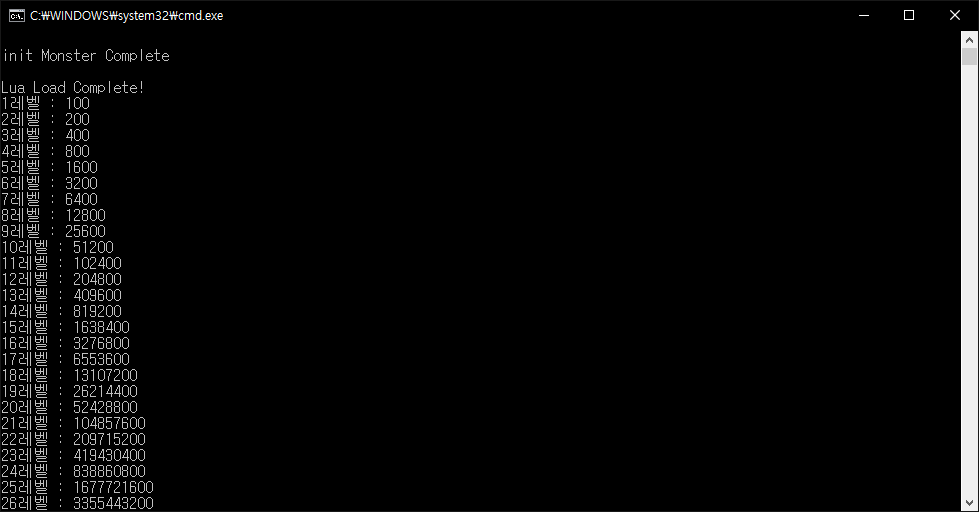 C:₩WINDOWS₩system32₩cmd.exe
init Monster Complete
Lua Load Complete!
1레벨 : 100
2레벨 : 200
3레벨 : 400
4레벨 : 800
5레벨 : 1600
6레벨 : 3200
7레벨 : 6400
8레벨 : 12800
9레벨 : 25600
10레벨 : 51200
11레벨 : 102400
12레벨 : 204800
13레벨 : 409600
14레벨 : 819200
15레벨 : 1638400
16레벨 : 3276800
17레벨 : 6553600
18레벨 : 13107200
19레벨 : 26214400
20레벨 : 52428800
21레벨 : 104857600
22레벨 : 209715200
23레벨 : 419430400
24레벨 : 838860800
25레벨 : 1677721600
26레벨 : 3355443200